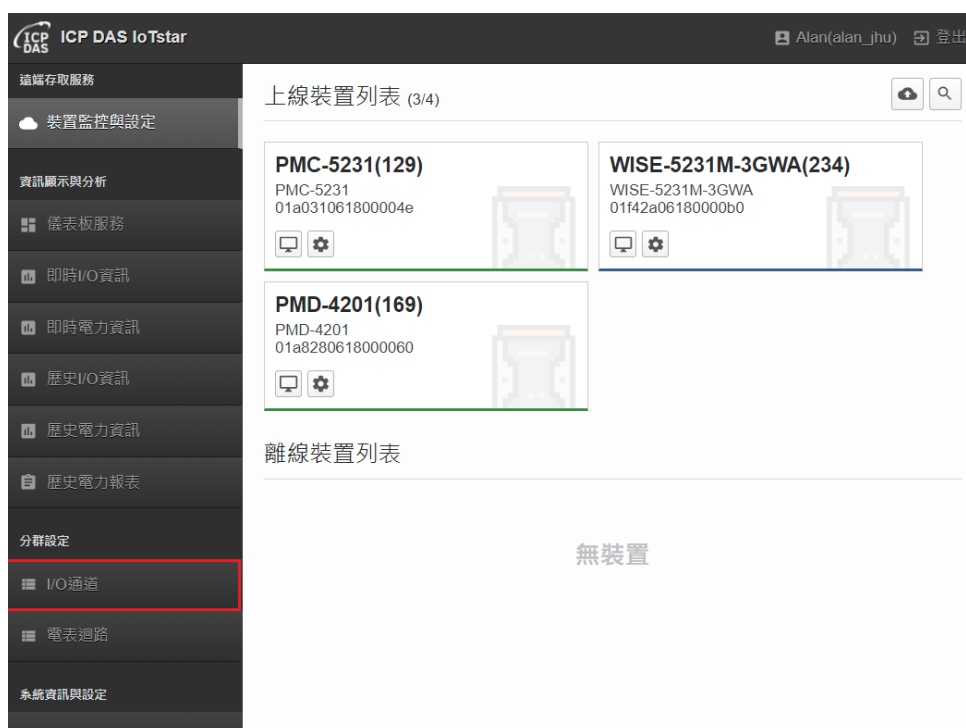 ICP DAS
ICP DAS IoTstar
Alan(alan_jhu)
登出
遠端存取服務
裝置監控與設定
資訊顯示與分析
儀表板服務
即時I/O資訊
即時電力資訊
歷史I/O資訊
歷史電力資訊
歷史電力報表
分群設定
I/O通道
電表迴路
系統資訊與設定
上線裝置列表 (3/4)
PMC-5231(129)
PMC-5231
01a031061800004e
WISE-5231M-3GWA(234)
WISE-5231M-3GWA
01f42a06180000b0
PMD-4201(169)
PMD-4201
01a8280618000060
離線裝置列表
無裝置